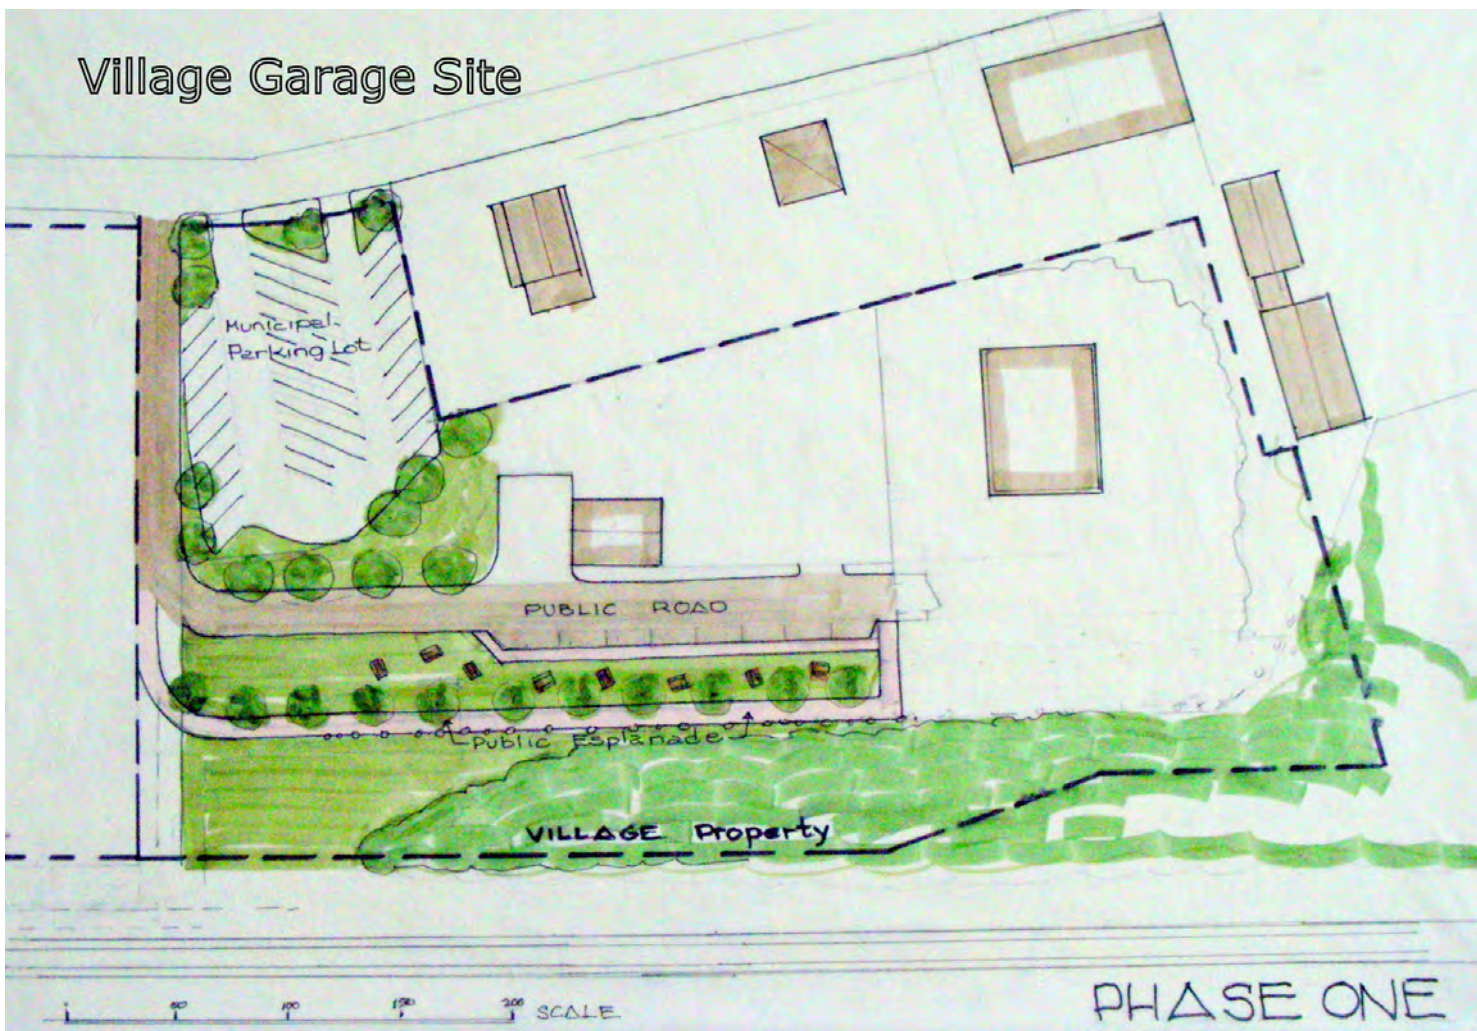 Village Garage Site
Municipal
Parking Lot
PUBLIC ROAD
Public Esplanade
VILLAGE Property
50 100 150 200 SCALE
PHASE ONE